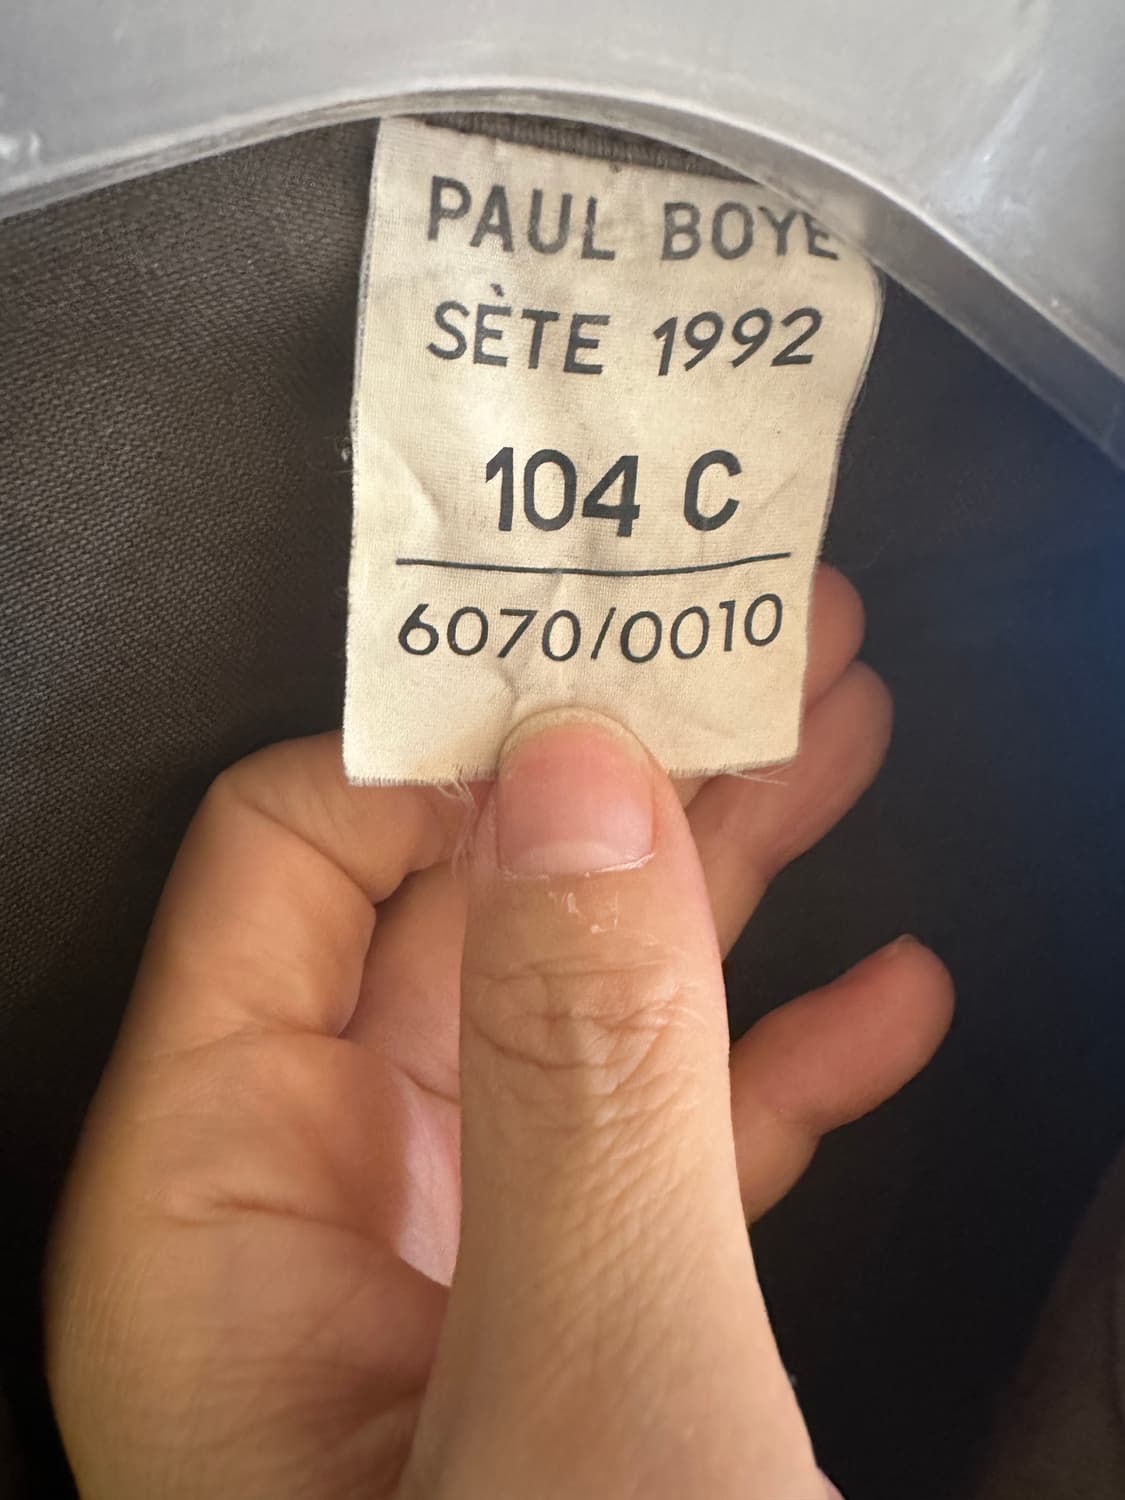 PAUL BOYE
SÈTE 1992
104 C
6070/0010